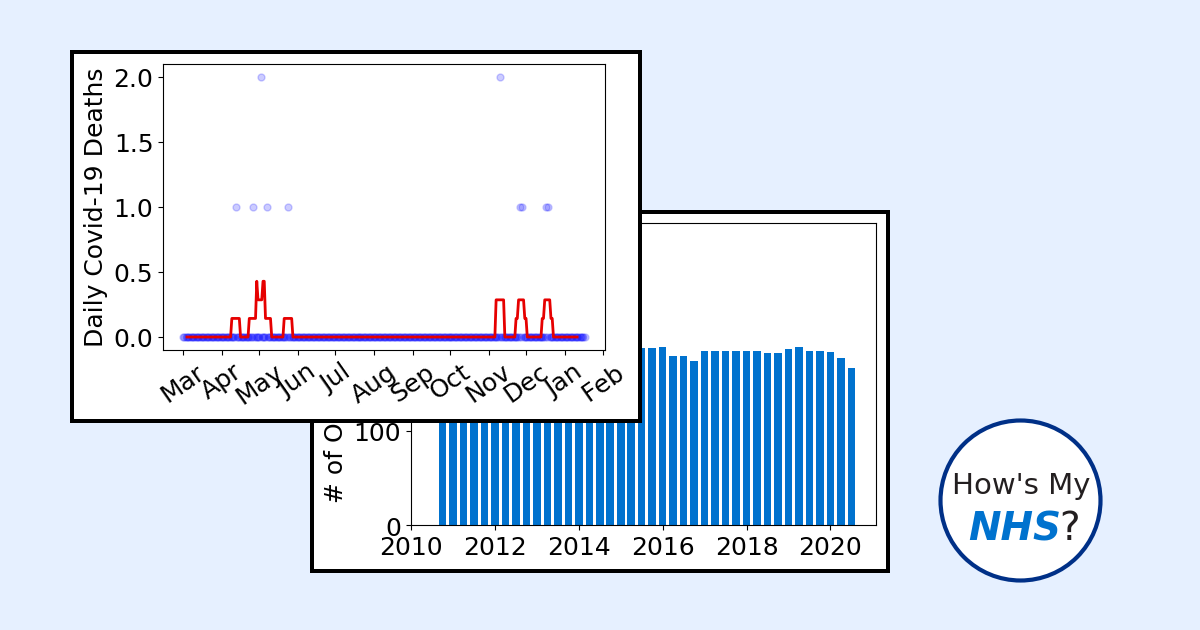 Daily Covid-19 Deaths
2.0
1.5
1.0
0.5
0.0
Mar Apr May Jun Jul Aug Sep Oct Nov Dec Jan Feb
# of O
100
0
2010 2012 2014 2016 2018 2020
How's My
NHS?